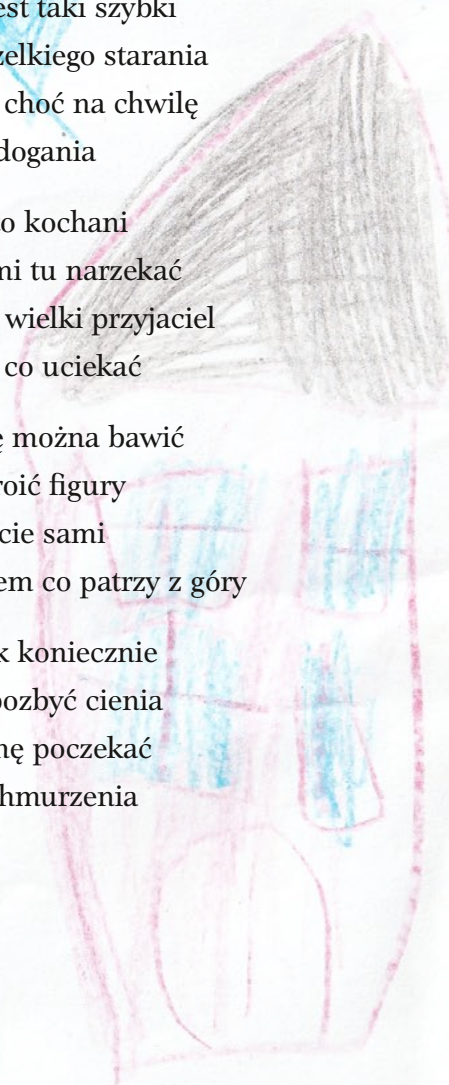 est taki szybki
zelkiego starania
choć na chwilę
dogania
o kochani
mi tu narzekać
wielki przyjaciel
co uciekać
ę można bawić
roić figury
cie sami
em co patrzy z góry
k koniecznie
pozbyć cienia
nę poczekać
hmurzenia